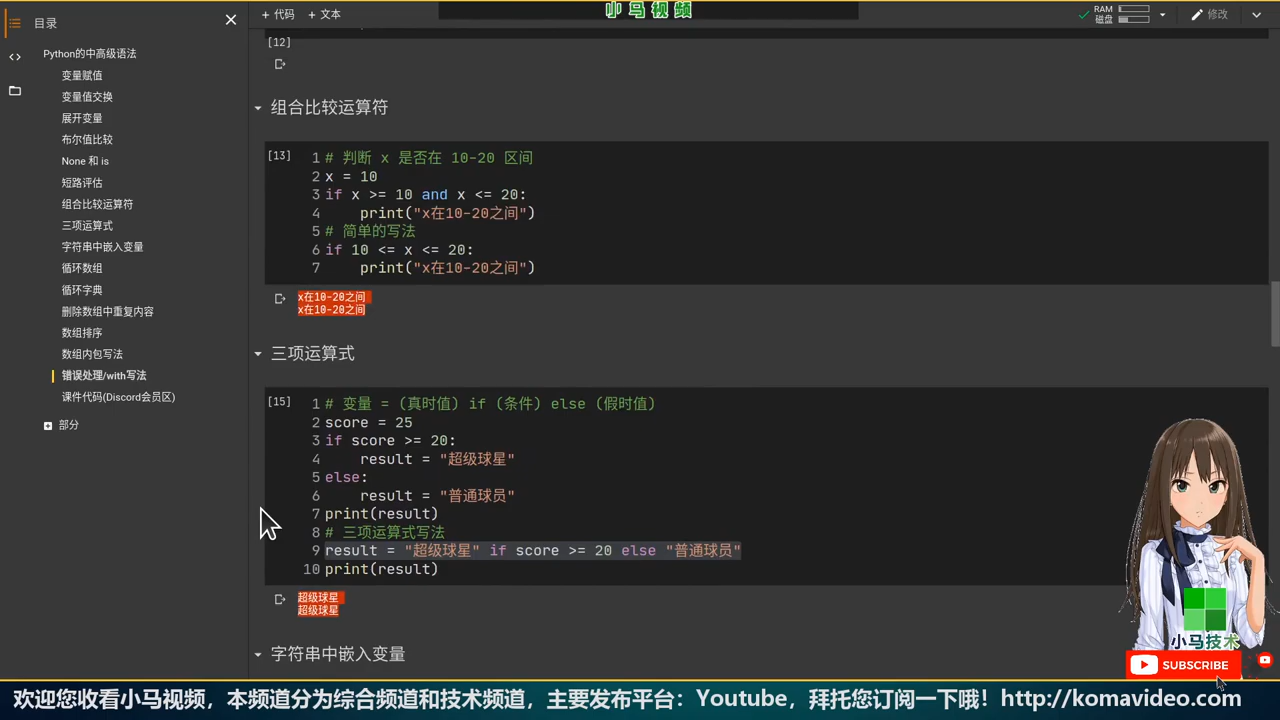 目录
Python的中高级语法
变量赋值
变量值交换
展开变量
布尔值比较
None 和 is
短路评估
组合比较运算符
三项运算式
字符串中嵌入变量
循环数组
循环字典
删除数组中重复内容
数组排序
数组内包写法
错误处理/with写法
课件代码(Discord会员区)
部分
+ 代码 + 文本
小马视频
RAM
磁盘
修改
[12]
组合比较运算符
[13]
1 # 判断 x 是否在 10-20 区间
2 x = 10
3 if x >= 10 and x <= 20:
4 print("x在10-20之间")
5 # 简单的写法
6 if 10 <= x <= 20:
7 print("x在10-20之间")
x在10-20之间
x在10-20之间
三项运算式
[15]
1 # 变量 = (真时值) if (条件) else (假时值)
2 score = 25
3 if score >= 20:
4 result = "超级球星"
5 else:
6 result = "普通球员"
7 print(result)
8 # 三项运算式写法
9 result = "超级球星" if score >= 20 else "普通球员"
10 print(result)
超级球星
超级球星
字符串中嵌入变量
小马技术
SUBSCRIBE
欢迎您收看小马视频，本频道分为综合频道和技术频道，主要发布平台：Youtube，拜托您订阅一下哦！http://komavideo.com